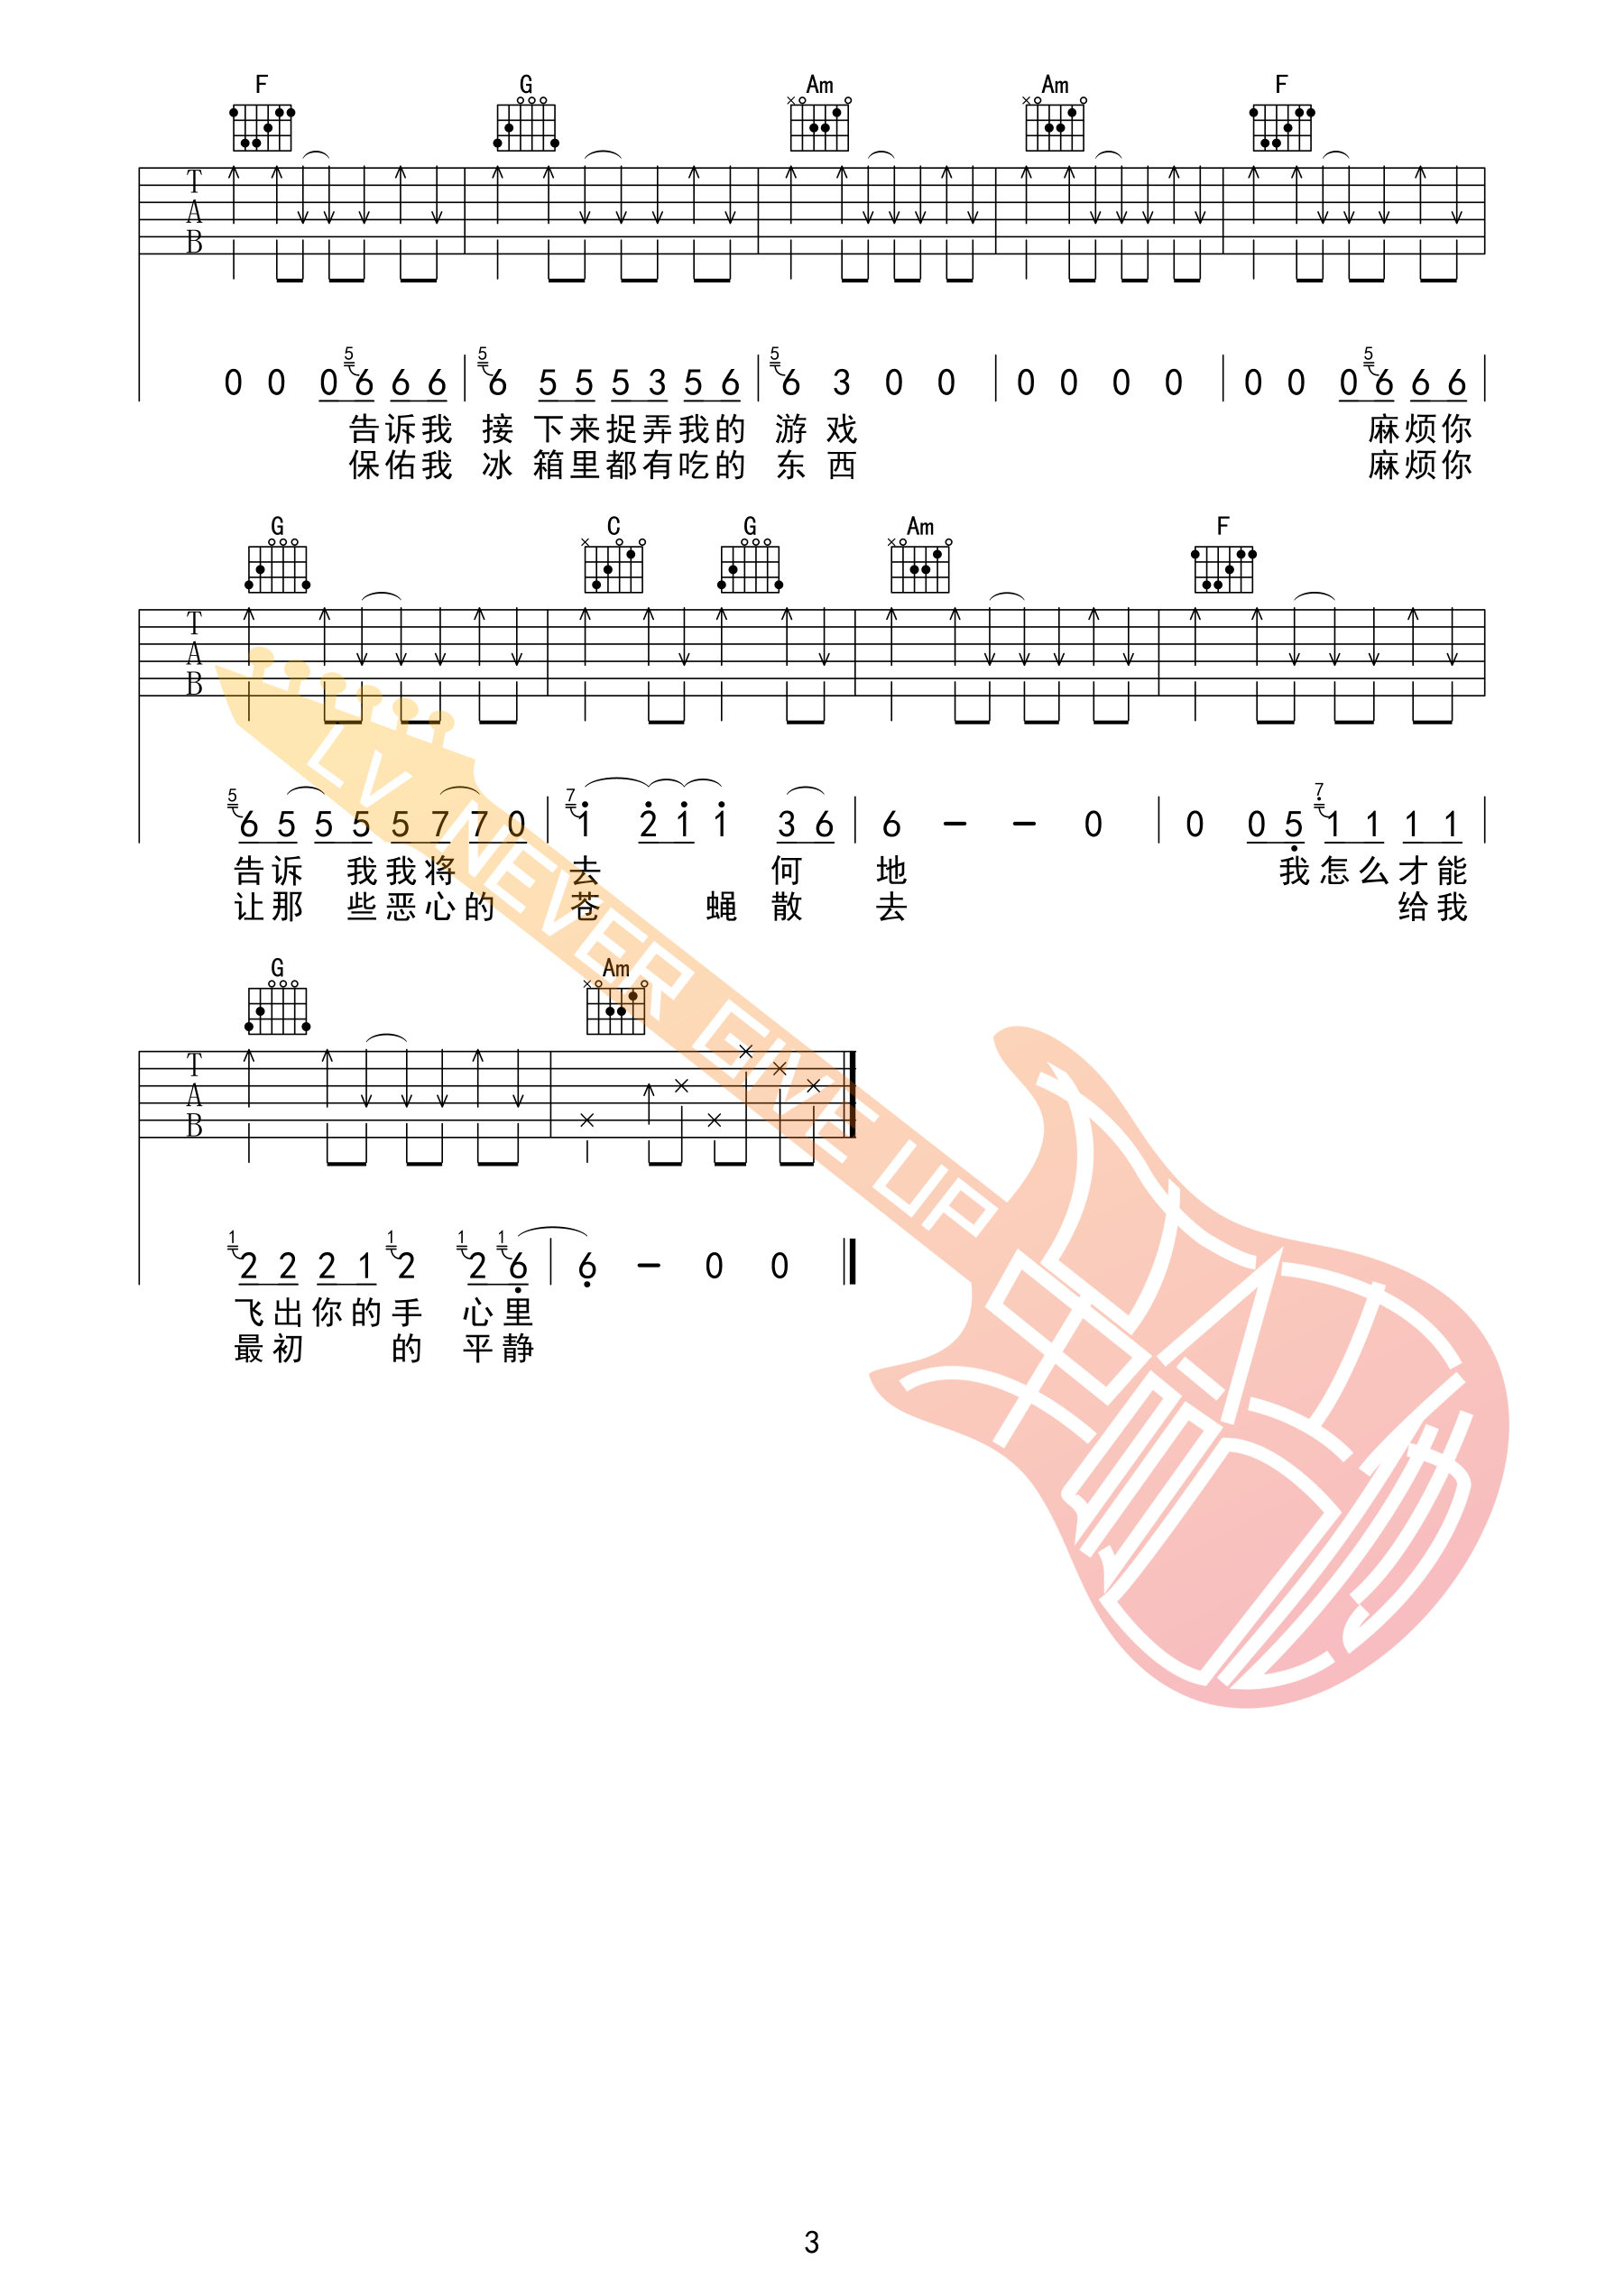 F G Am Am F
T
A
B
5 5 5 5
0 0 0 6 6 6 | 6 5 5 5 3 5 6 | 6 3 0 0 | 0 0 0 0 | 0 0 0 6 6 6 |
告诉我 接 下来捉弄我的 游 戏 麻烦你
保佑我 冰 箱里都有吃的 东 西 麻烦你
G C G Am F
T
A
B
5 7 7
6 5 5 5 5 7 7 0 | 1 2 1 1 3 6 | 6 - - 0 | 0 0 5 1 1 1 1 |
告诉 我我将 去 何 地 我怎么才能
让那 些恶心的 苍 蝇 散 去 给我
G Am
T
A
B
1 1 1 1
2 2 2 1 2 2 6 | 6 - 0 0
飞出你的手 心里
最初 的 平静
LV NEVER GIVE UP
3